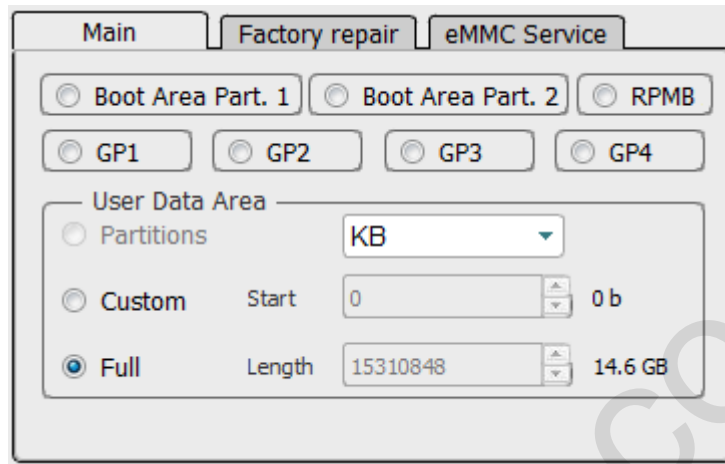 Main Factory repair eMMC Service
Boot Area Part. 1 Boot Area Part. 2 RPMB
GP1 GP2 GP3 GP4
User Data Area
Partitions KB
Custom Start 0 0 b
Full Length 15310848 14.6 GB